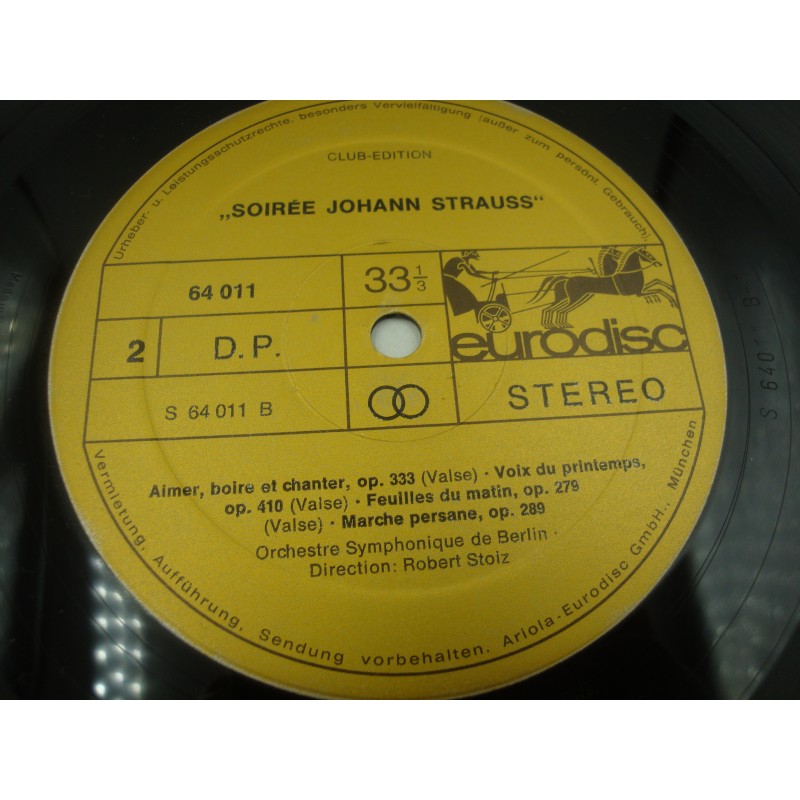 Urheber- u. Leistungsschutzrechte, besonders Vervielfältigung (außer zum persönl. Gebrauch),
CLUB-EDITION
„SOIRÉE JOHANN STRAUSS“
64 011
33 1/3
2
D.P.
eurodisc
S 64 011 B
STEREO
Aimer, boire et chanter, op. 333 (Valse) · Voix du printemps,
op. 410 (Valse) · Feuilles du matin, op. 279
(Valse) · Marche persane, op. 289
Orchestre Symphonique de Berlin ·
Direction: Robert Stoiz
Vermietung, Aufführung, Sendung vorbehalten. Ariola-Eurodisc GmbH., München